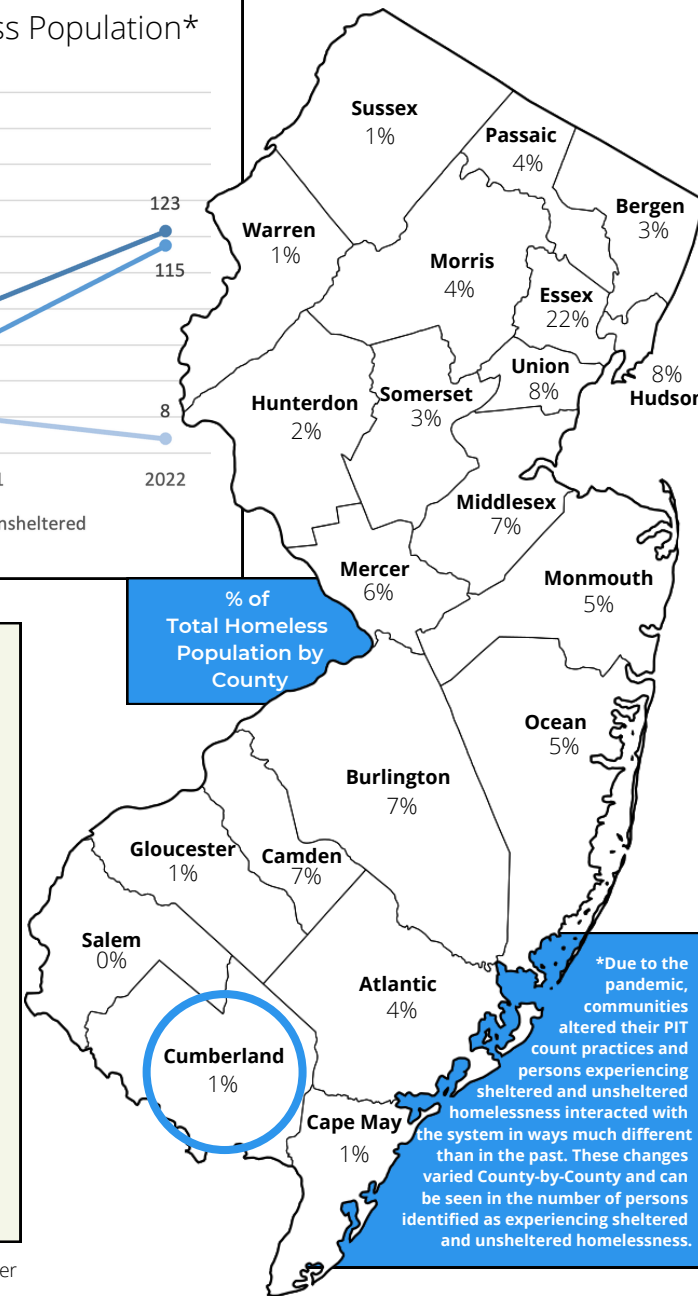 ss Population*
123
115
8
1
2022
nsheltered
Sussex
1%
Passaic
4%
Bergen
3%
Warren
1%
Morris
4%
Essex
22%
Union
8%
8%
Hudson
Hunterdon
2%
Somerset
3%
Middlesex
7%
Mercer
6%
Monmouth
5%
% of
Total Homeless
Population by
County
Ocean
5%
Burlington
7%
Gloucester
1%
Camden
7%
Salem
0%
Atlantic
4%
Cumberland
1%
Cape May
1%
*Due to the
pandemic,
communities
altered their PIT
count practices and
persons experiencing
sheltered and unsheltered
homelessness interacted with
the system in ways much different
than in the past. These changes
varied County-by-County and can
be seen in the number of persons
identified as experiencing sheltered
and unsheltered homelessness.
er